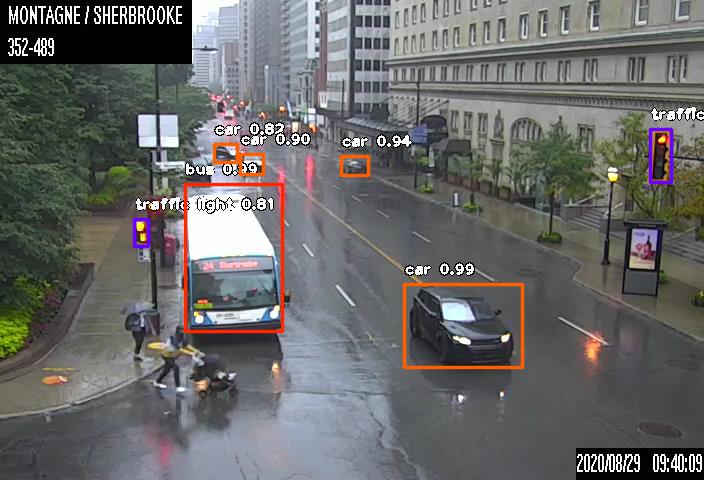 MONTAGNE / SHERBROOKE
352-489
car 0.82
car 0.90
car 0.94
traffic
bus 0.99
traffic light 0.81
24 Sherbrooke
car 0.99
2020/08/29 09:40:09